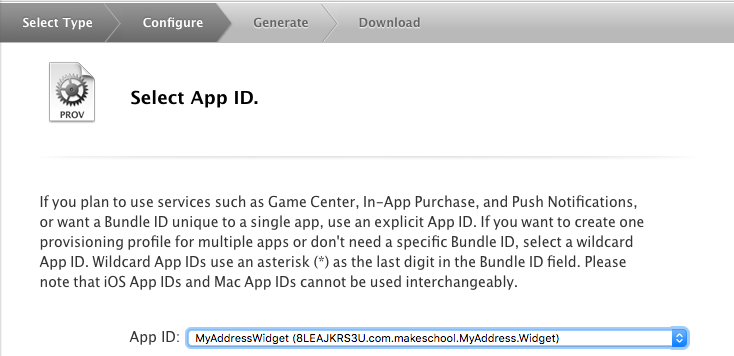 Select Type Configure Generate Download
PROV
Select App ID.
If you plan to use services such as Game Center, In-App Purchase, and Push Notifications,
or want a Bundle ID unique to a single app, use an explicit App ID. If you want to create one
provisioning profile for multiple apps or don't need a specific Bundle ID, select a wildcard
App ID. Wildcard App IDs use an asterisk (*) as the last digit in the Bundle ID field. Please
note that iOS App IDs and Mac App IDs cannot be used interchangeably.
App ID: MyAddressWidget (8LEAJKRS3U.com.makeschool.MyAddress.Widget)